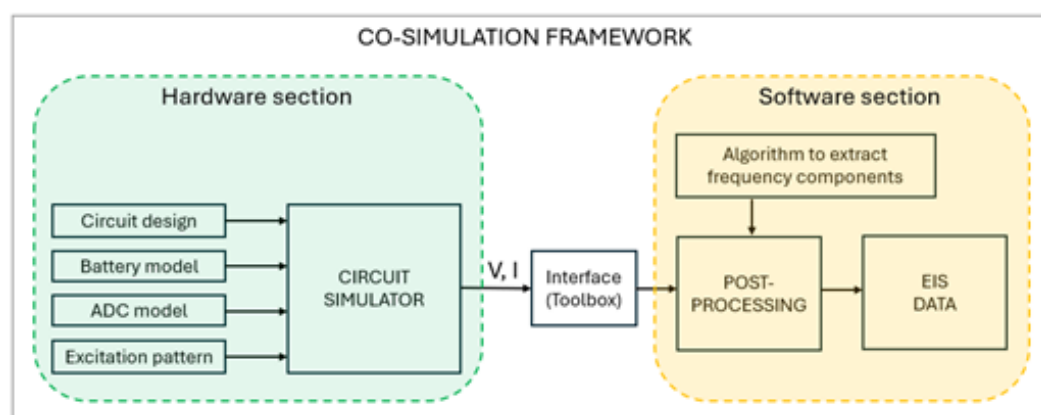 CO-SIMULATION FRAMEWORK
Hardware section
Circuit design
Battery model
ADC model
Excitation pattern
CIRCUIT
SIMULATOR
V, I
Interface
(Toolbox)
Software section
Algorithm to extract
frequency components
POST-
PROCESSING
EIS
DATA